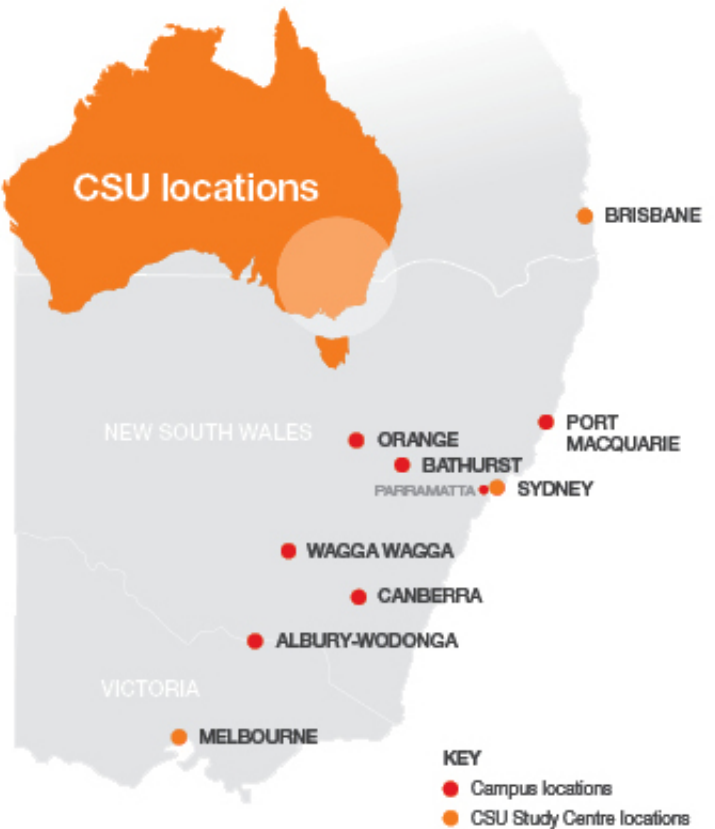 CSU locations
BRISBANE
NEW SOUTH WALES
ORANGE
PORT
MACQUARIE
BATHURST
PARRAMATTA
SYDNEY
WAGGA WAGGA
CANBERRA
ALBURY-WODONGA
VICTORIA
MELBOURNE
KEY
Campus locations
CSU Study Centre locations